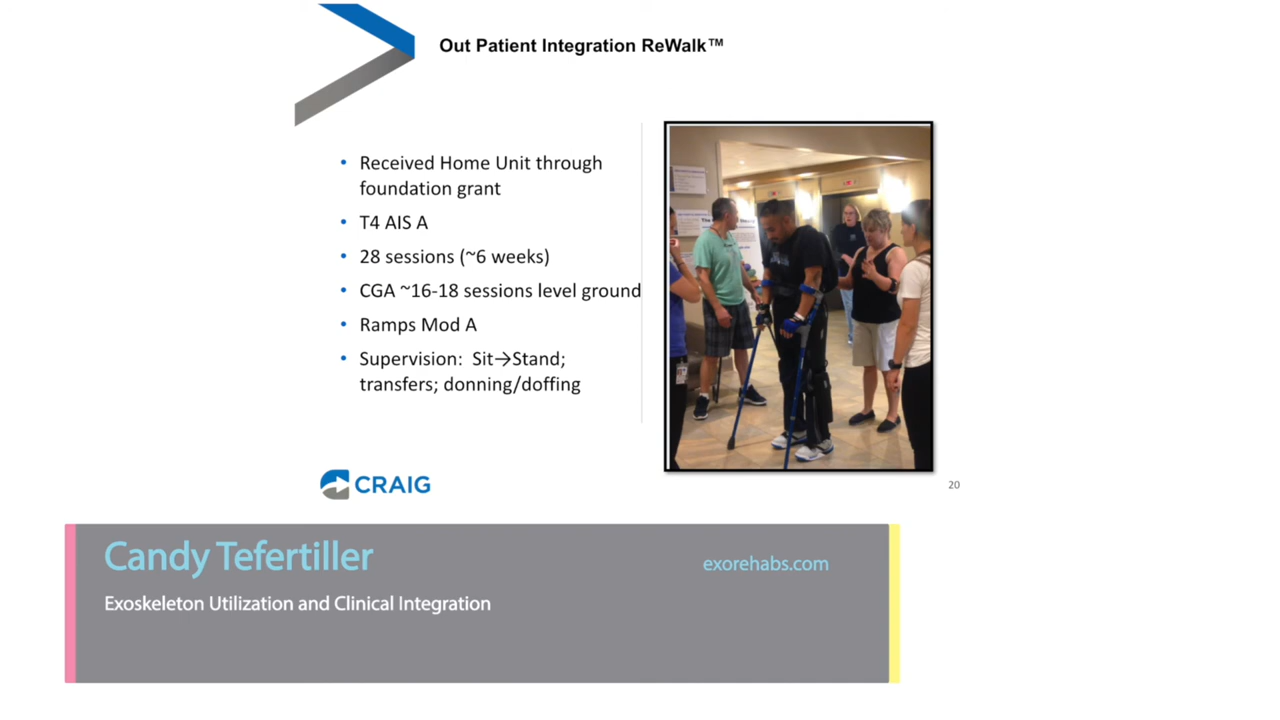 Out Patient Integration ReWalk™
• Received Home Unit through
foundation grant
• T4 AIS A
• 28 sessions (~6 weeks)
• CGA ~16-18 sessions level ground
• Ramps Mod A
• Supervision:  Sit→Stand;
transfers; donning/doffing
CRAIG
20
Candy Tefertiller
exorehabs.com
Exoskeleton Utilization and Clinical Integration